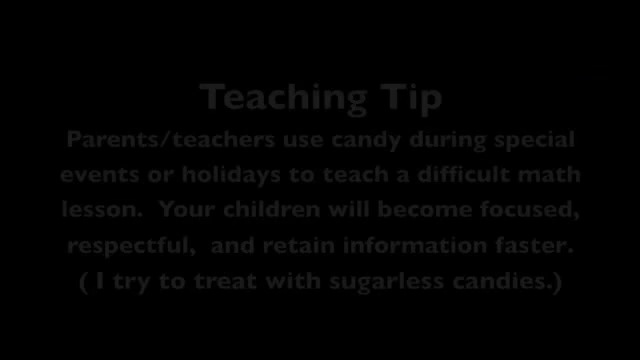 Teaching Tip
Parents/teachers use candy during special
events or holidays to teach a difficult math
lesson.  Your children will become focused,
respectful,  and retain information faster.
( I try to treat with sugarless candies.)